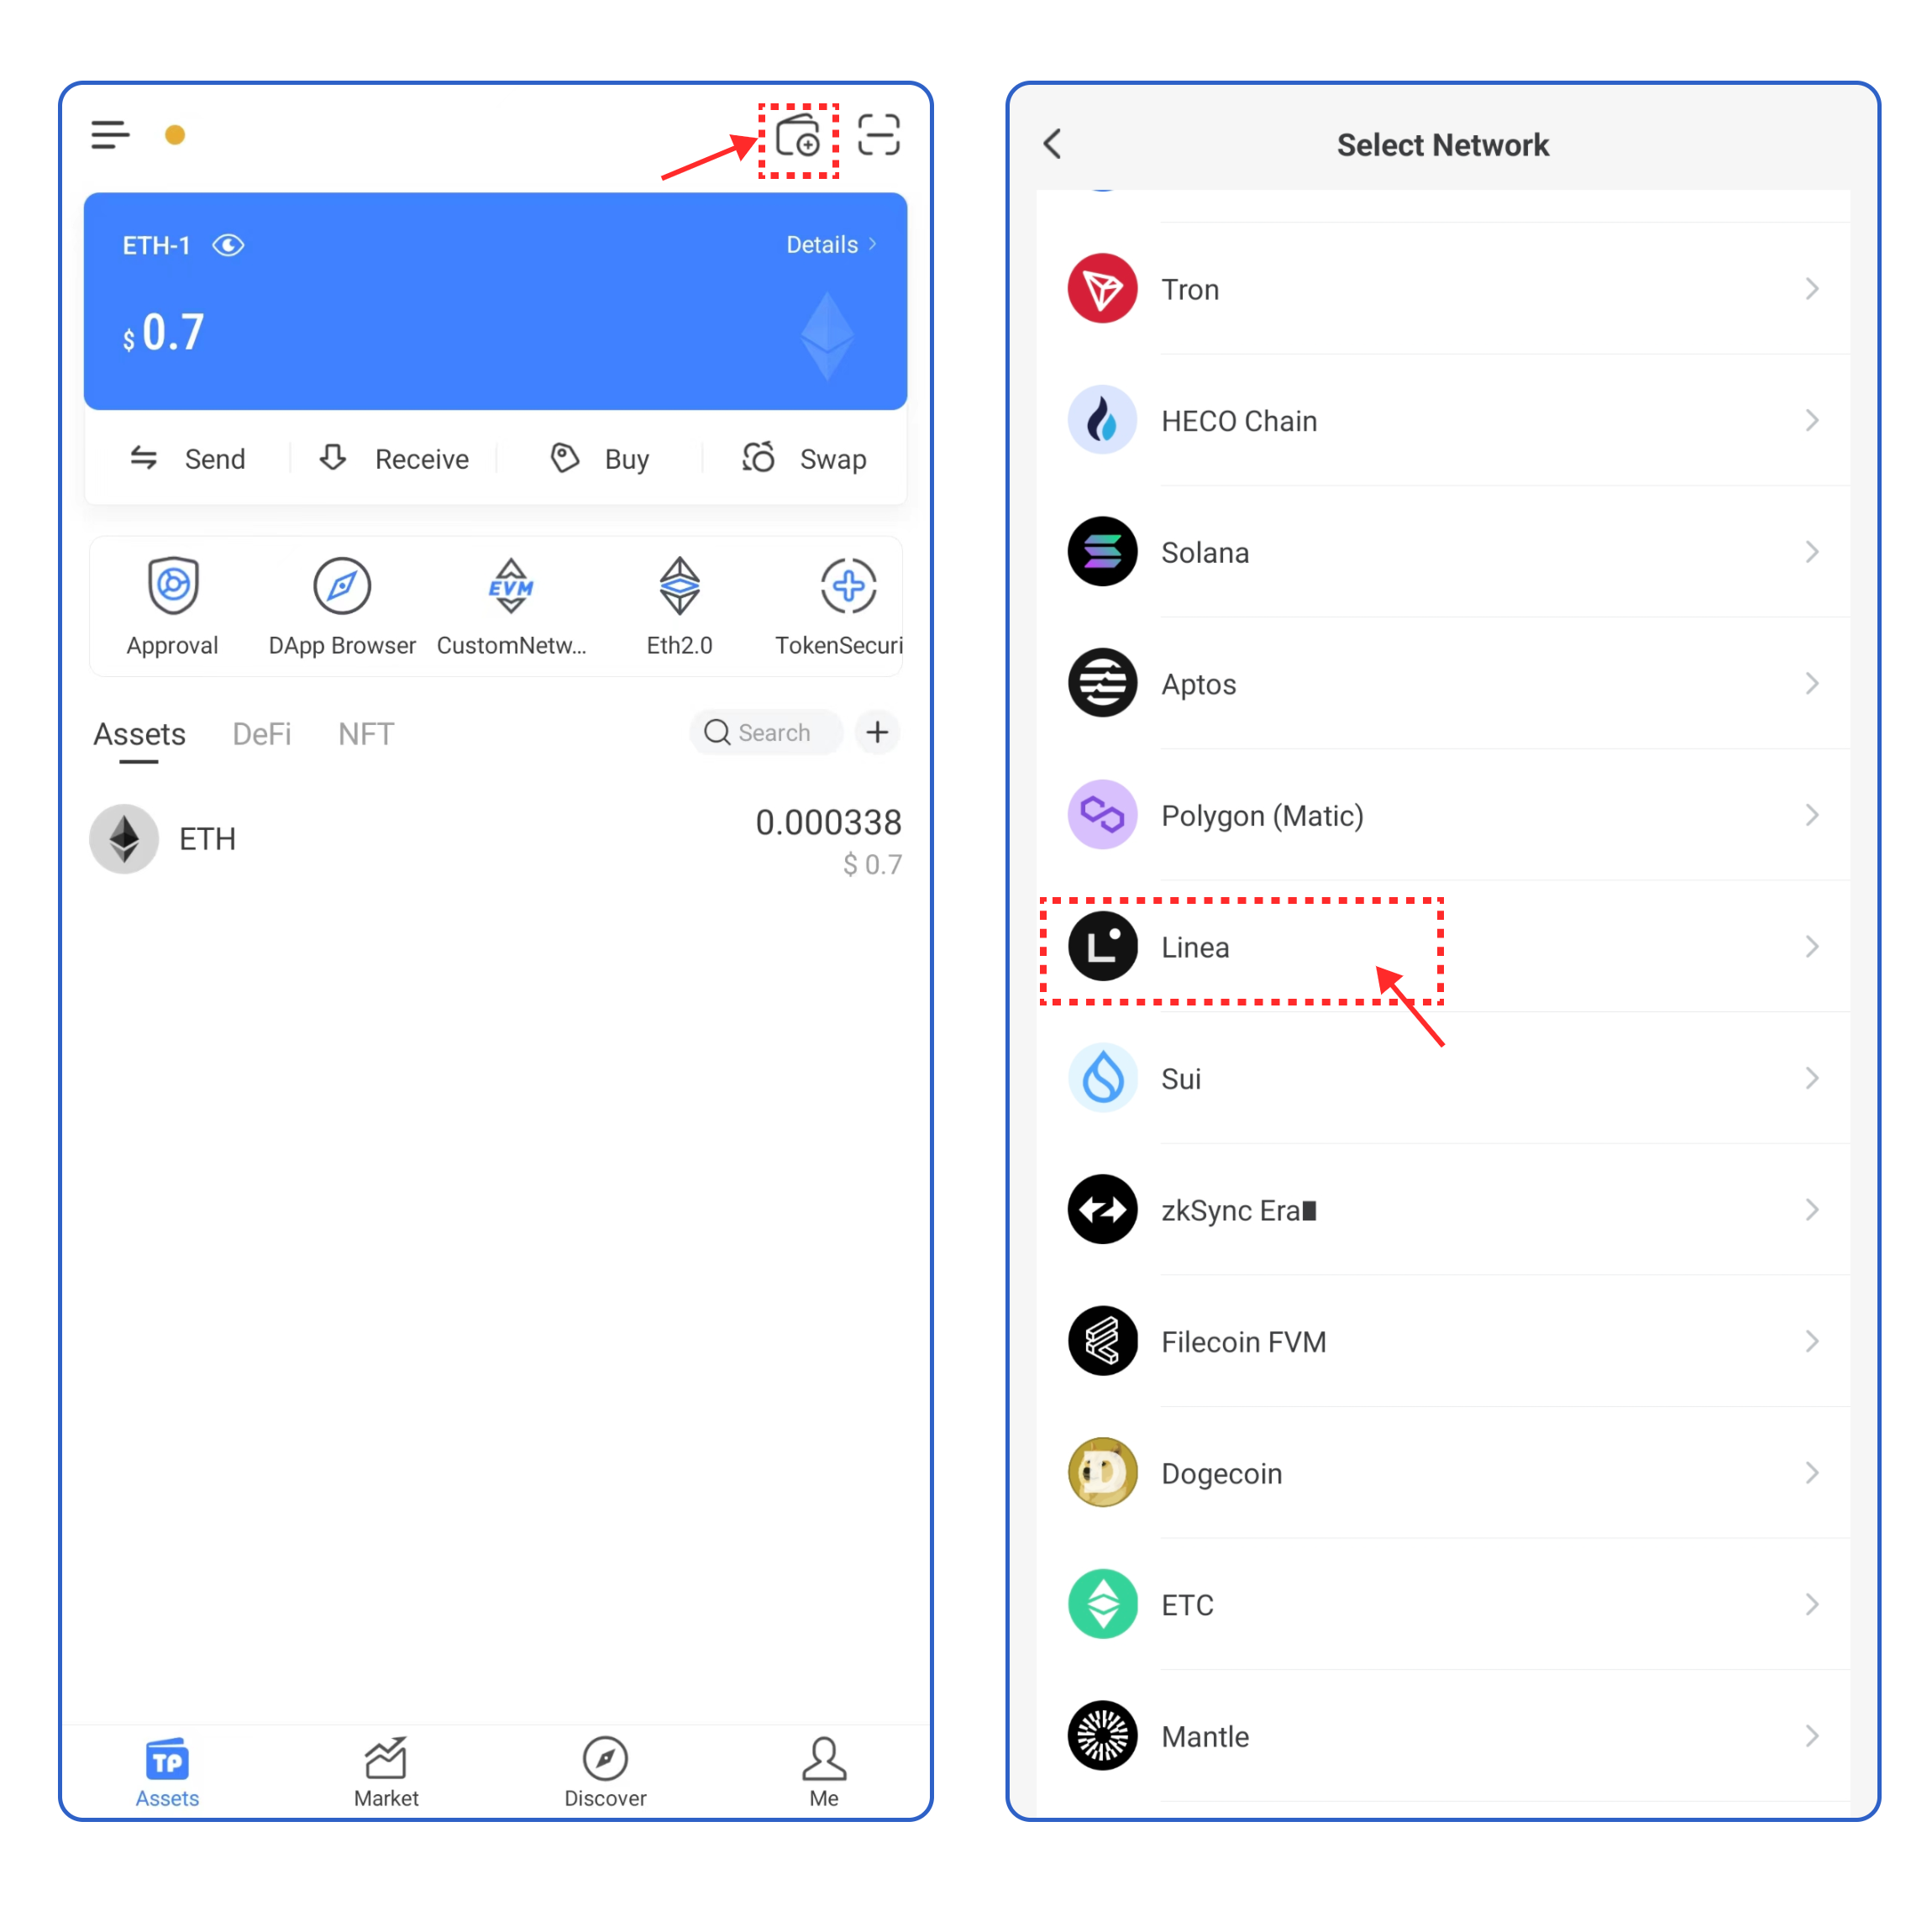 ETH-1
Details
$ 0.7
Send Receive Buy Swap
EVM
Approval DApp Browser CustomNetw... Eth2.0 TokenSecuri
Assets DeFi NFT Search
ETH 0.000338
$ 0.7
TP
Assets Market Discover Me
Select Network
Tron
HECO Chain
Solana
Aptos
Polygon (Matic)
Linea
Sui
zkSync Era∎
Filecoin FVM
Dogecoin
ETC
Mantle